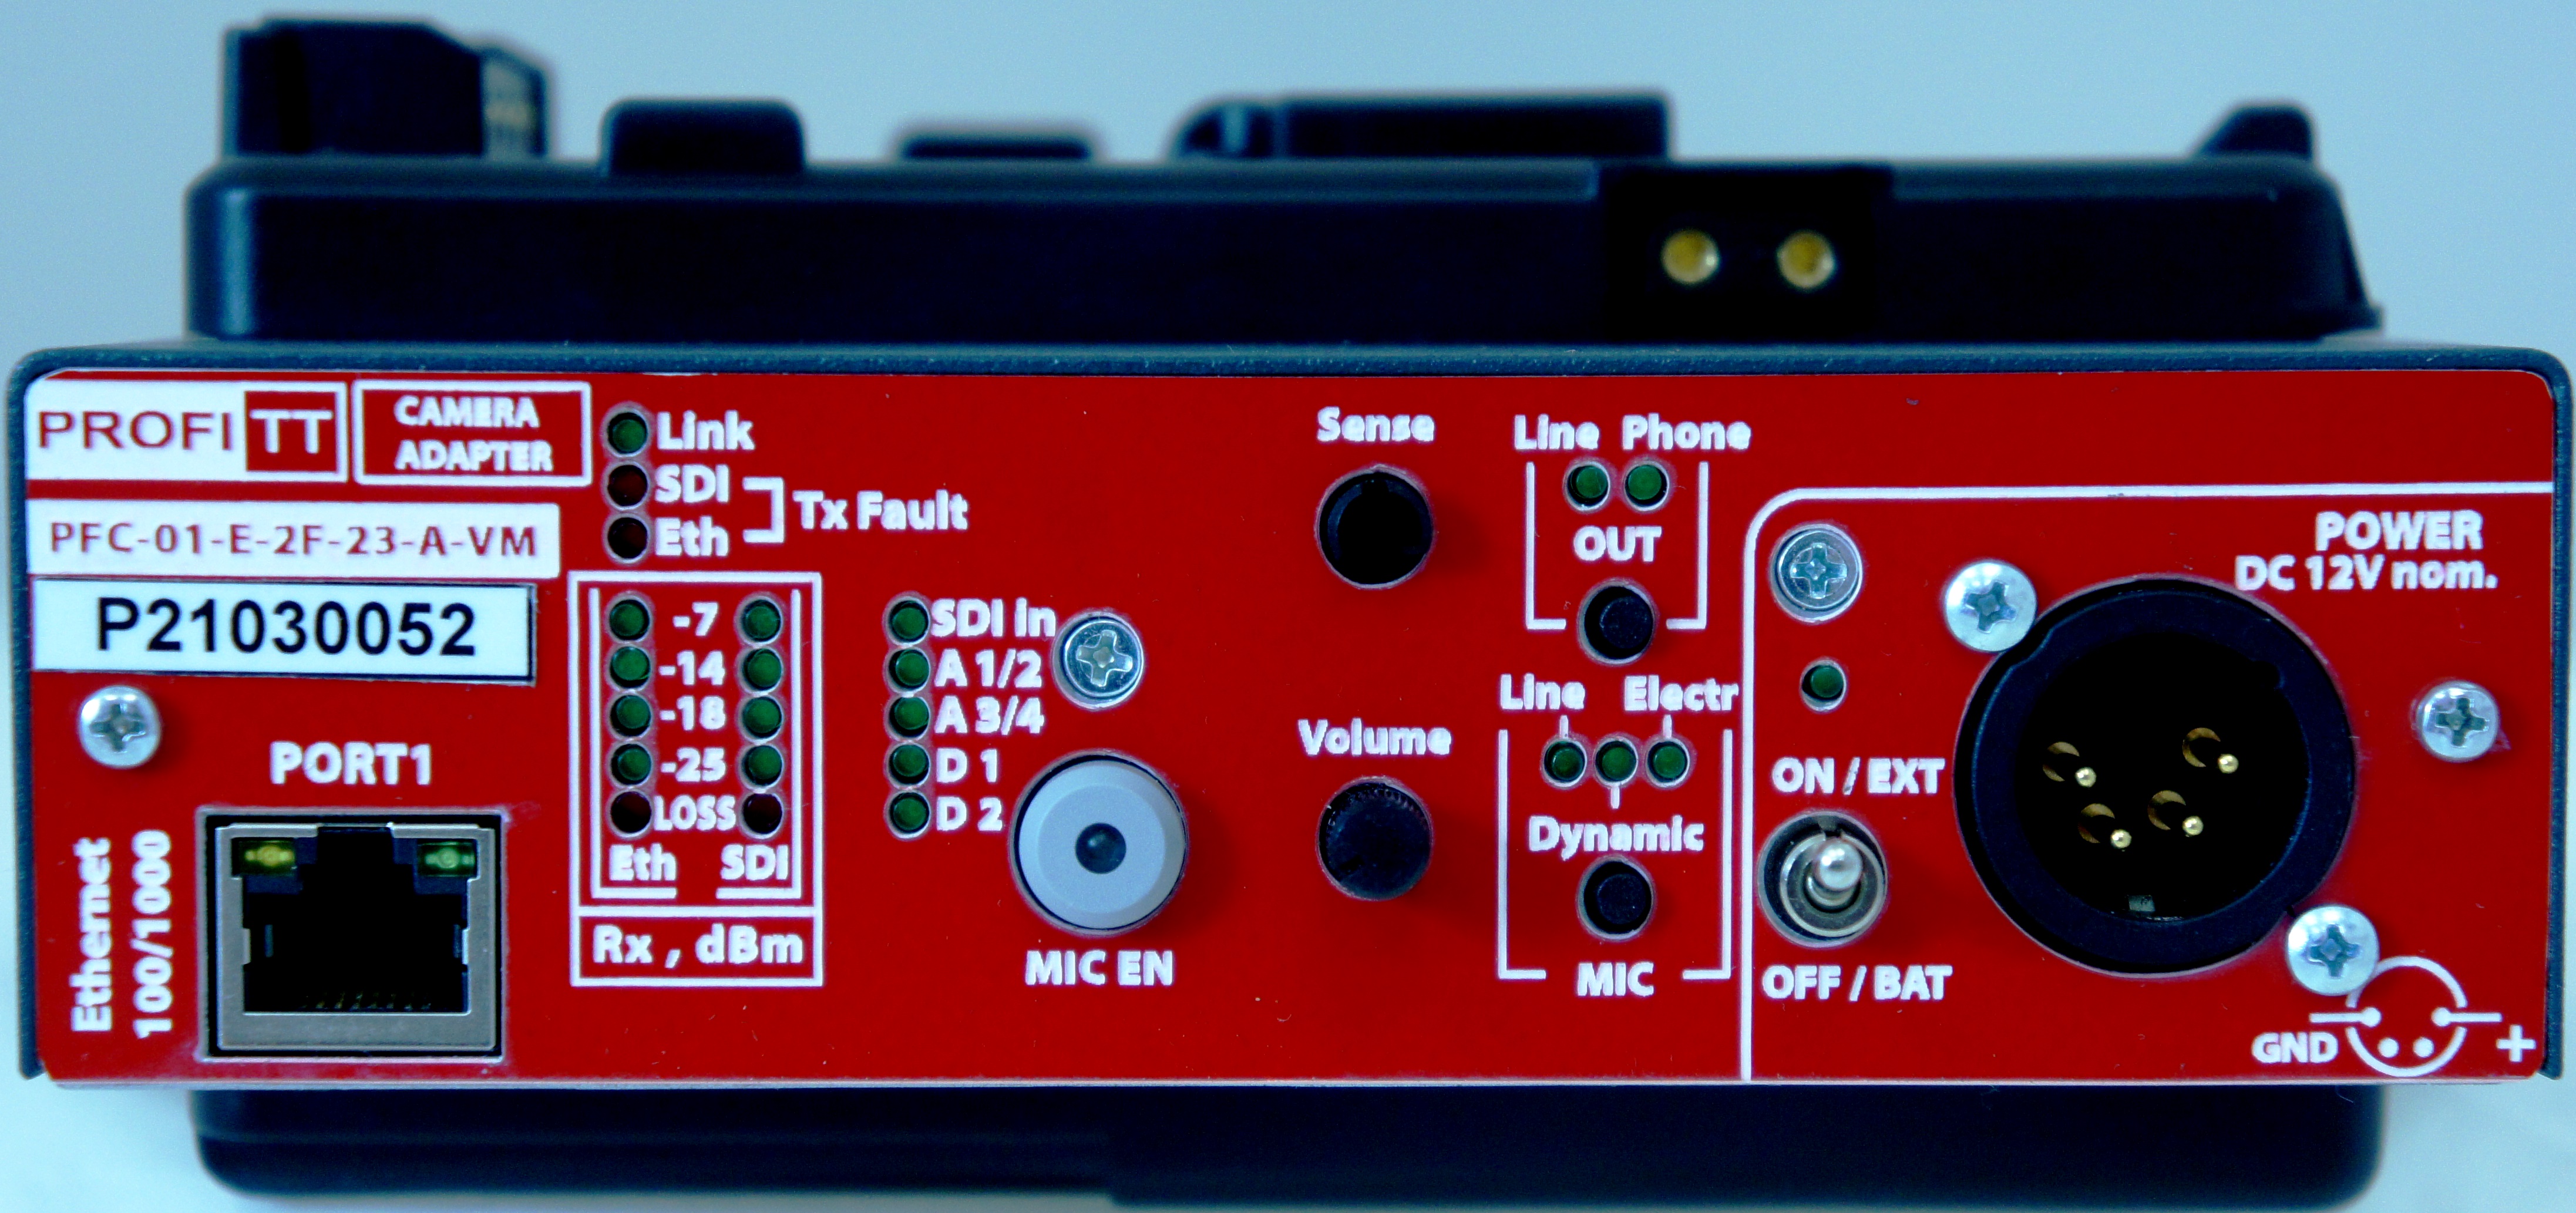 PROFITT
CAMERA
ADAPTER
PFC-01-E-2F-23-A-VM
P21030052
PORT1
Ethernet
100/1000
Link
SDI
Eth
Tx Fault
-7
-14
-18
-25
LOSS
Eth SDI
Rx , dBm
SDI in
A 1/2
A 3/4
D 1
D 2
MIC EN
Sense
Volume
Line Phone
OUT
Line Electr
Dynamic
MIC
POWER
DC 12V nom.
ON / EXT
OFF / BAT
GND +